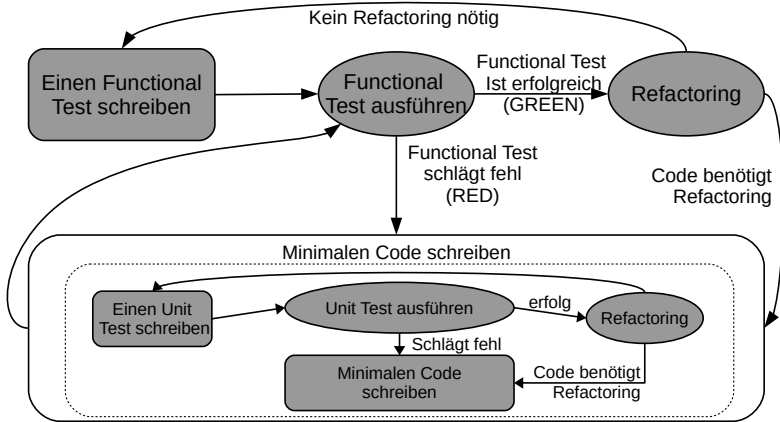 Kein Refactoring nötig
Einen Functional
Test schreiben
Functional
Test ausführen
Functional Test
Ist erfolgreich
(GREEN)
Refactoring
Functional Test
schlägt fehl
(RED)
Code benötigt
Refactoring
Minimalen Code schreiben
Einen Unit
Test schreiben
Unit Test ausführen
erfolg
Refactoring
Schlägt fehl
Minimalen Code
schreiben
Code benötigt
Refactoring